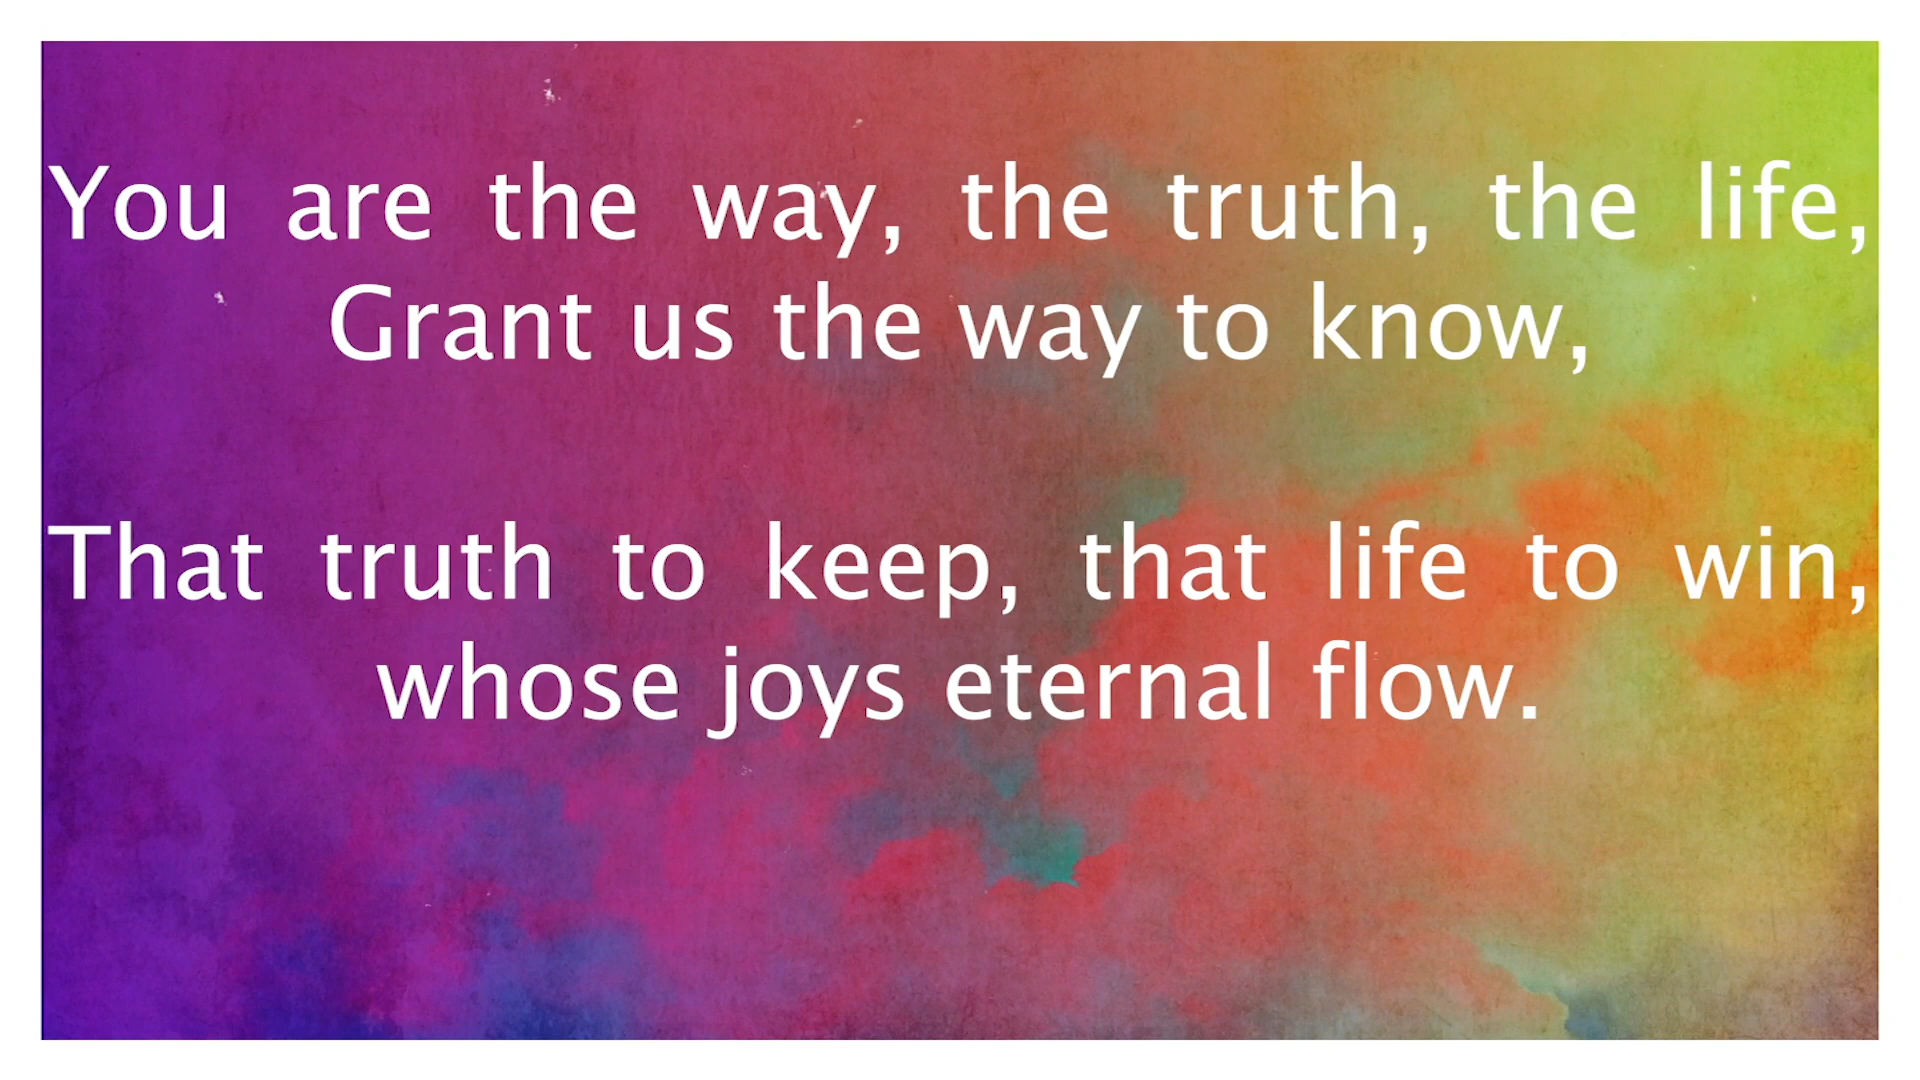 You are the way, the truth, the life,
Grant us the way to know,
That truth to keep, that life to win,
whose joys eternal flow.